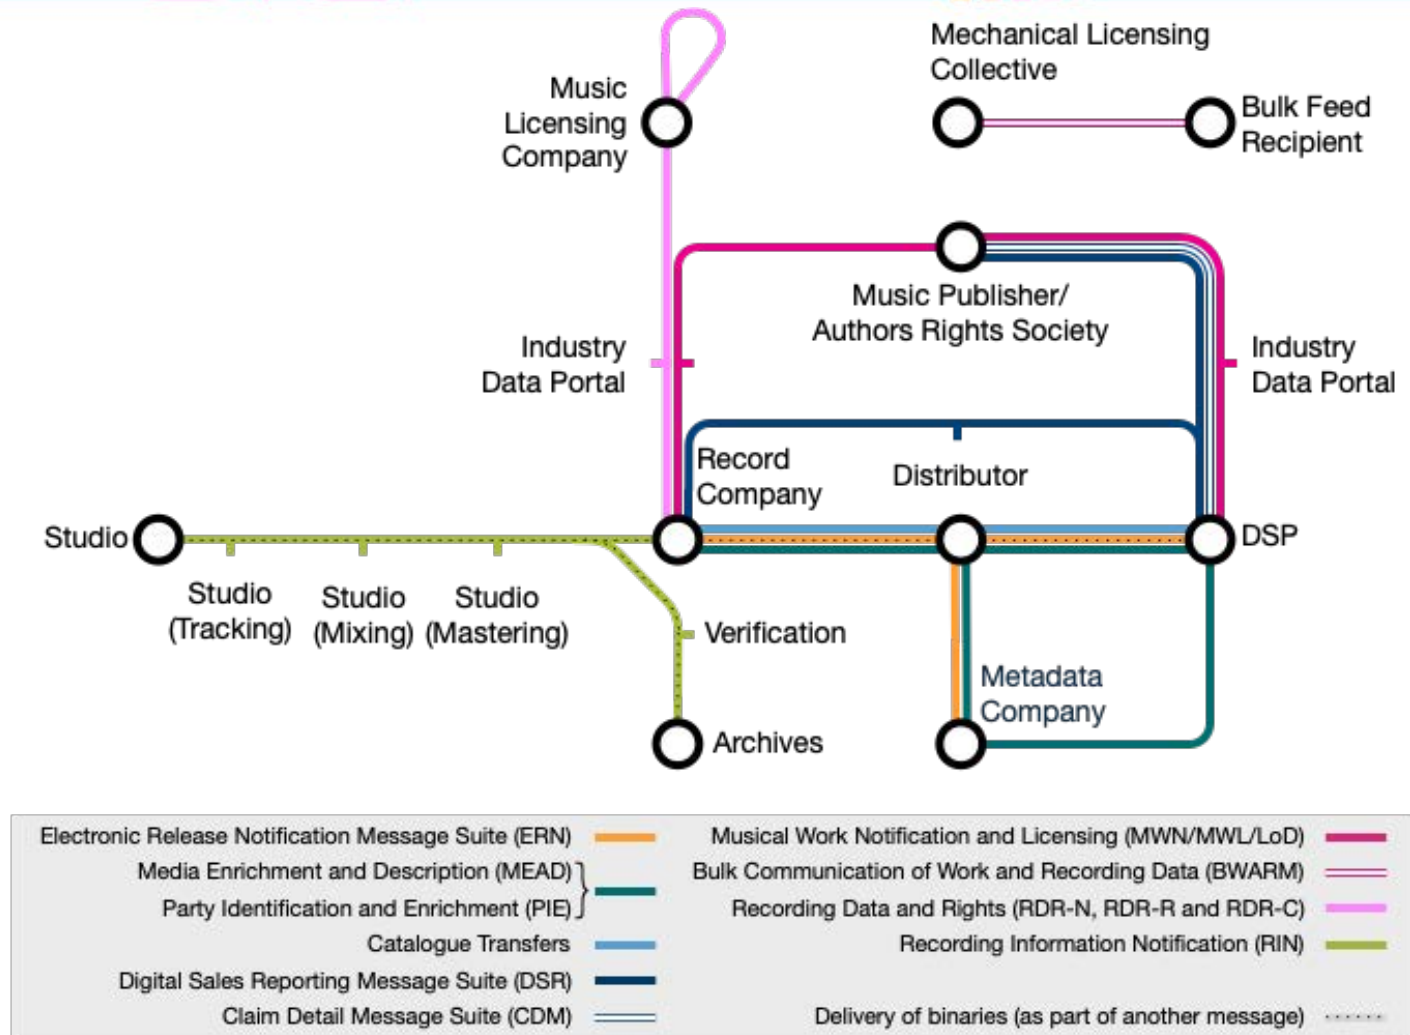 Mechanical Licensing
Collective
Music
Licensing
Company
Bulk Feed
Recipient
Music Publisher/
Authors Rights Society
Industry
Data Portal
Industry
Data Portal
Record
Company
Distributor
Studio
DSP
Studio
(Tracking)
Studio
(Mixing)
Studio
(Mastering)
Verification
Metadata
Company
Archives
Electronic Release Notification Message Suite (ERN)
Media Enrichment and Description (MEAD)
Party Identification and Enrichment (PIE)
Catalogue Transfers
Digital Sales Reporting Message Suite (DSR)
Claim Detail Message Suite (CDM)
Musical Work Notification and Licensing (MWN/MWL/LoD)
Bulk Communication of Work and Recording Data (BWARM)
Recording Data and Rights (RDR-N, RDR-R and RDR-C)
Recording Information Notification (RIN)
Delivery of binaries (as part of another message)